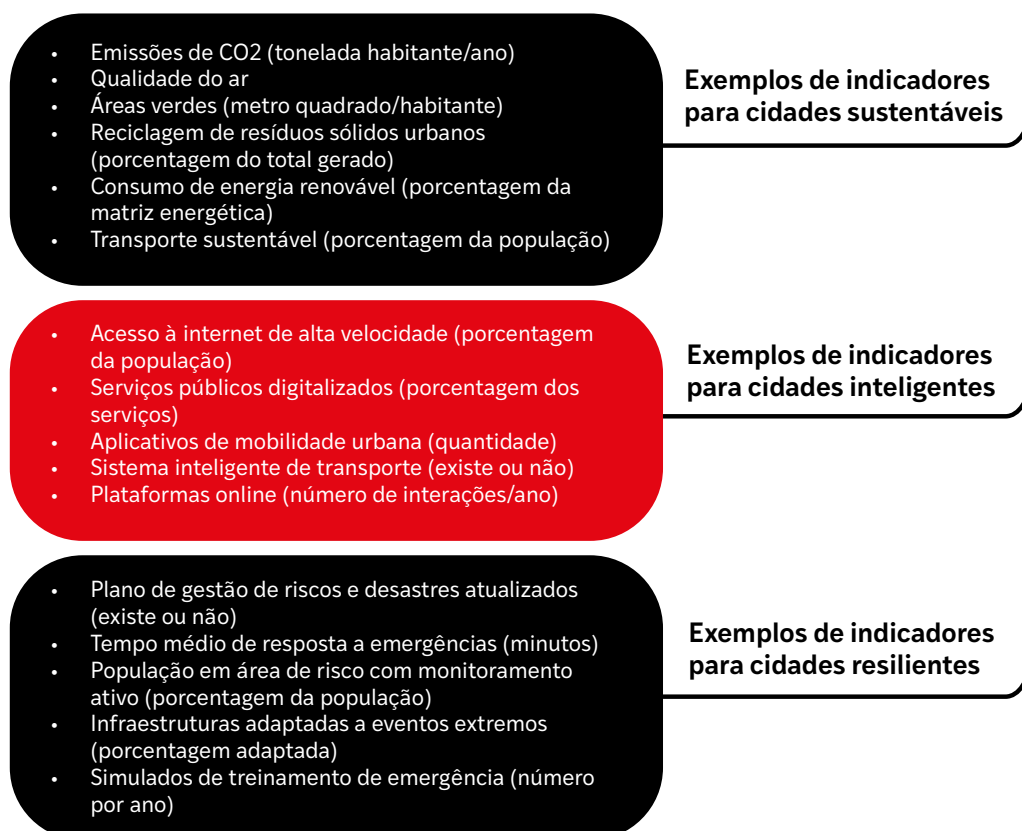 • Emissões de CO2 (tonelada habitante/ano)
• Qualidade do ar
• Áreas verdes (metro quadrado/habitante)
• Reciclagem de resíduos sólidos urbanos
(porcentagem do total gerado)
• Consumo de energia renovável (porcentagem da
matriz energética)
• Transporte sustentável (porcentagem da população)
Exemplos de indicadores
para cidades sustentáveis
• Acesso à internet de alta velocidade (porcentagem
da população)
• Serviços públicos digitalizados (porcentagem dos
serviços)
• Aplicativos de mobilidade urbana (quantidade)
• Sistema inteligente de transporte (existe ou não)
• Plataformas online (número de interações/ano)
Exemplos de indicadores
para cidades inteligentes
• Plano de gestão de riscos e desastres atualizados
(existe ou não)
• Tempo médio de resposta a emergências (minutos)
• População em área de risco com monitoramento
ativo (porcentagem da população)
• Infraestruturas adaptadas a eventos extremos
(porcentagem adaptada)
• Simulados de treinamento de emergência (número
por ano)
Exemplos de indicadores
para cidades resilientes